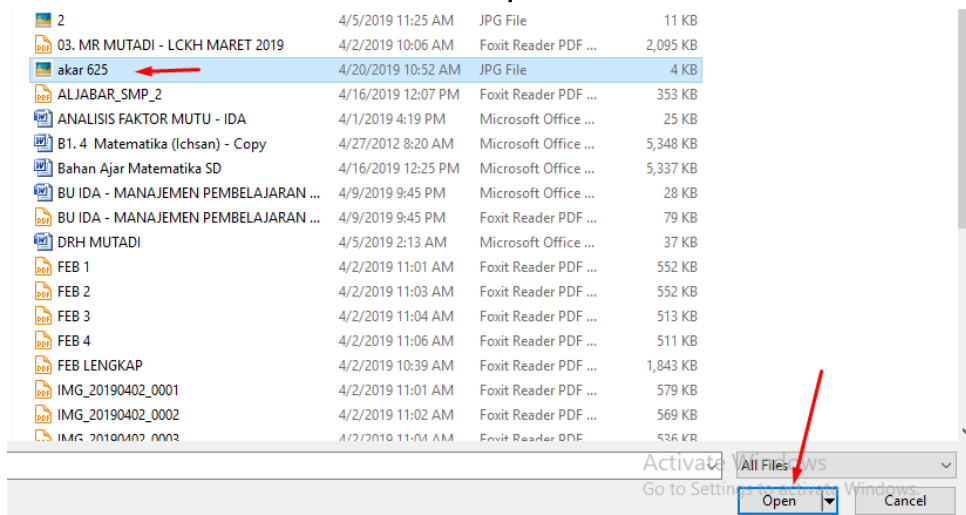 2 4/5/2019 11:25 AM JPG File 11 KB
03. MR MUTADI - LCKH MARET 2019 4/2/2019 10:06 AM Foxit Reader PDF ... 2,095 KB
akar 625 4/20/2019 10:52 AM JPG File 4 KB
ALJABAR_SMP_2 4/16/2019 12:07 PM Foxit Reader PDF ... 353 KB
ANALISIS FAKTOR MUTU - IDA 4/1/2019 4:19 PM Microsoft Office ... 25 KB
B1. 4 Matematika (Ichsan) - Copy 4/27/2012 8:20 AM Microsoft Office ... 5,348 KB
Bahan Ajar Matematika SD 4/16/2019 12:25 PM Microsoft Office ... 5,337 KB
BU IDA - MANAJEMEN PEMBELAJARAN ... 4/9/2019 9:45 PM Microsoft Office ... 28 KB
BU IDA - MANAJEMEN PEMBELAJARAN ... 4/9/2019 9:45 PM Foxit Reader PDF ... 79 KB
DRH MUTADI 4/5/2019 2:13 AM Microsoft Office ... 37 KB
FEB 1 4/2/2019 11:01 AM Foxit Reader PDF ... 552 KB
FEB 2 4/2/2019 11:03 AM Foxit Reader PDF ... 552 KB
FEB 3 4/2/2019 11:04 AM Foxit Reader PDF ... 513 KB
FEB 4 4/2/2019 11:06 AM Foxit Reader PDF ... 511 KB
FEB LENGKAP 4/2/2019 10:39 AM Foxit Reader PDF ... 1,843 KB
IMG_20190402_0001 4/2/2019 11:01 AM Foxit Reader PDF ... 579 KB
IMG_20190402_0002 4/2/2019 11:02 AM Foxit Reader PDF ... 569 KB
IMG_20190402_0003 4/2/2019 11:04 AM Foxit Reader PDF ... 536 KB
Activate Windows
All Files
Go to Settings to activate Windows.
Open Cancel